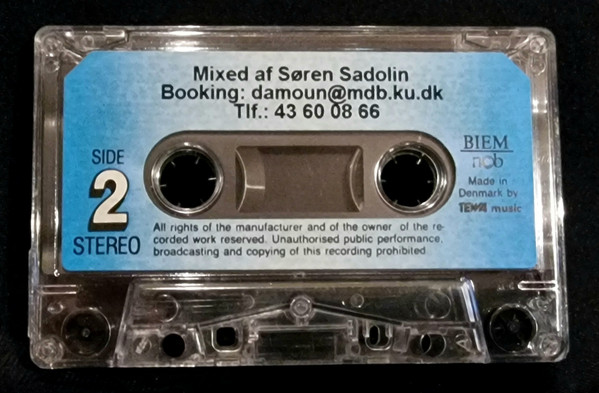 Mixed af Søren Sadolin
Booking: damoun@mdb.ku.dk
Tlf.: 43 60 08 66
SIDE
2
STEREO
BIEM
ncb
Made in
Denmark by
music
All rights of the manufacturer and of the owner of the re-
corded work reserved. Unauthorised public performance,
broadcasting and copying of this recording prohibited